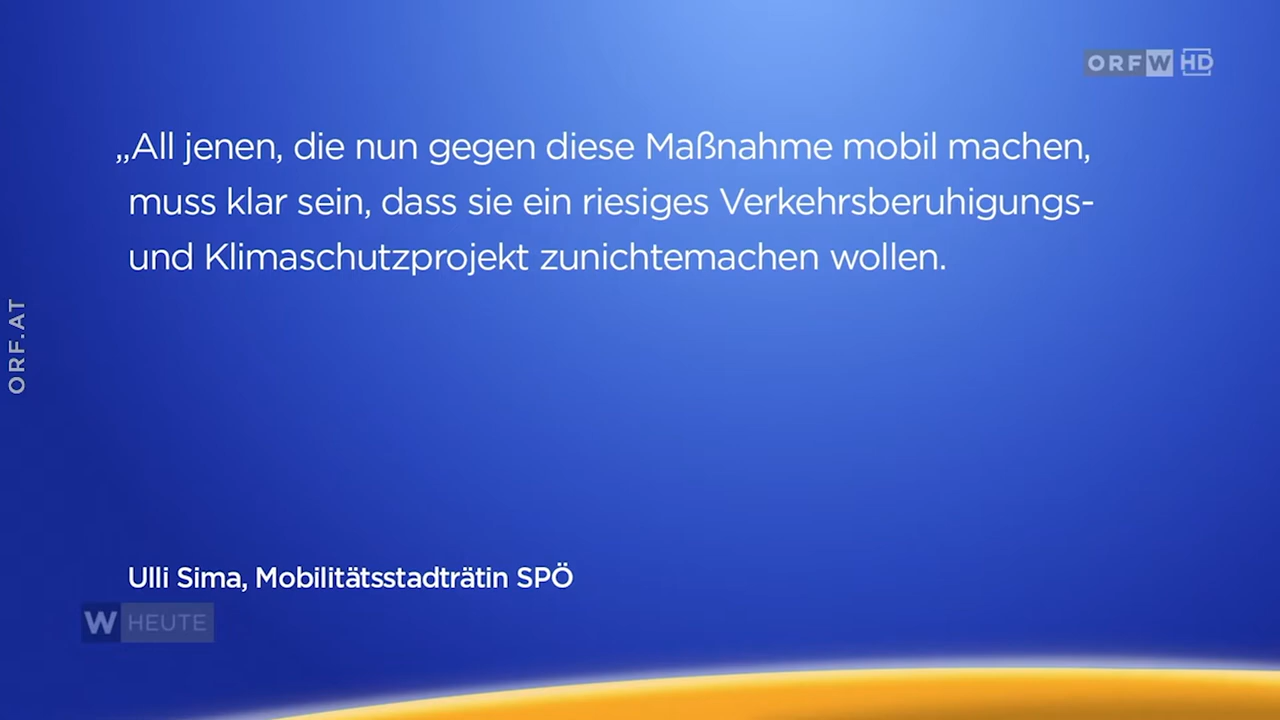 ORFW HD
„All jenen, die nun gegen diese Maßnahme mobil machen,
muss klar sein, dass sie ein riesiges Verkehrsberuhigungs-
und Klimaschutzprojekt zunichtemachen wollen.
ORF.AT
Ulli Sima, Mobilitätsstadträtin SPÖ
W HEUTE